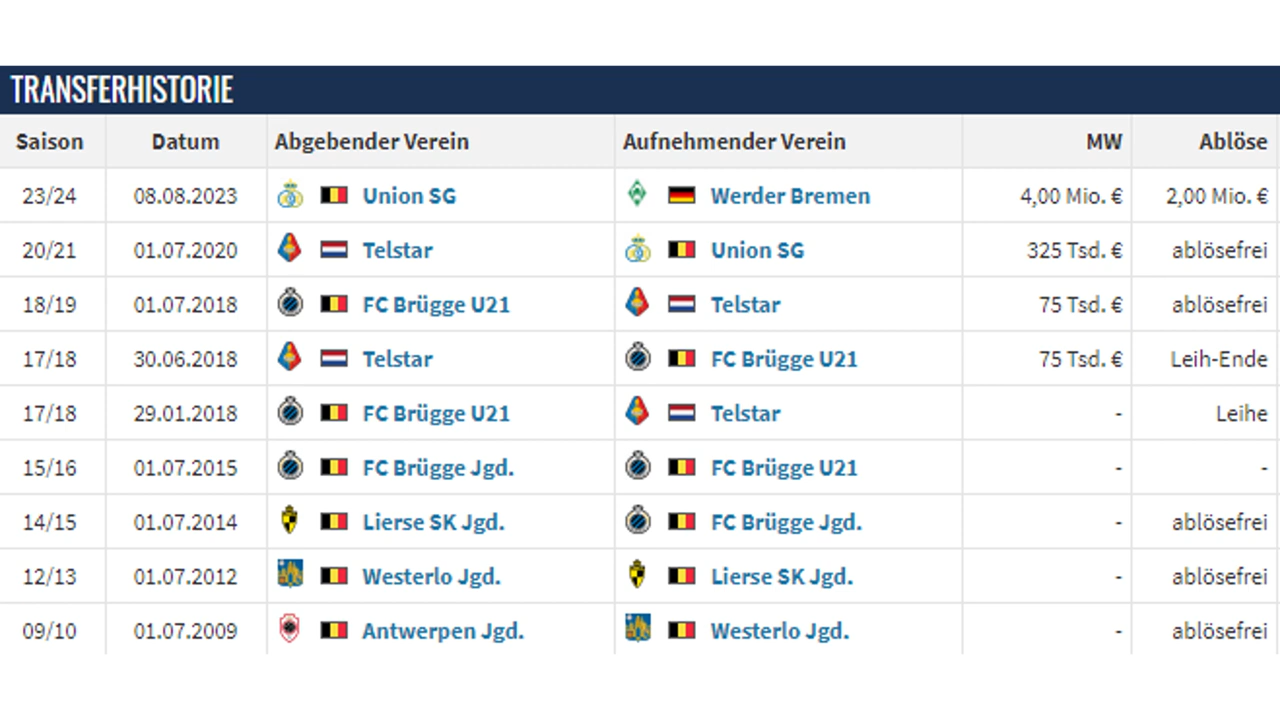 TRANSFERHISTORIE
Saison Datum Abgebender Verein Aufnehmender Verein MW Ablöse
23/24 08.08.2023 Union SG Werder Bremen 4,00 Mio. € 2,00 Mio. €
20/21 01.07.2020 Telstar Union SG 325 Tsd. € ablösefrei
18/19 01.07.2018 FC Brügge U21 Telstar 75 Tsd. € ablösefrei
17/18 30.06.2018 Telstar FC Brügge U21 75 Tsd. € Leih-Ende
17/18 29.01.2018 FC Brügge U21 Telstar - Leihe
15/16 01.07.2015 FC Brügge Jgd. FC Brügge U21 - -
14/15 01.07.2014 Lierse SK Jgd. FC Brügge Jgd. - ablösefrei
12/13 01.07.2012 Westerlo Jgd. Lierse SK Jgd. - ablösefrei
09/10 01.07.2009 Antwerpen Jgd. Westerlo Jgd. - ablösefrei